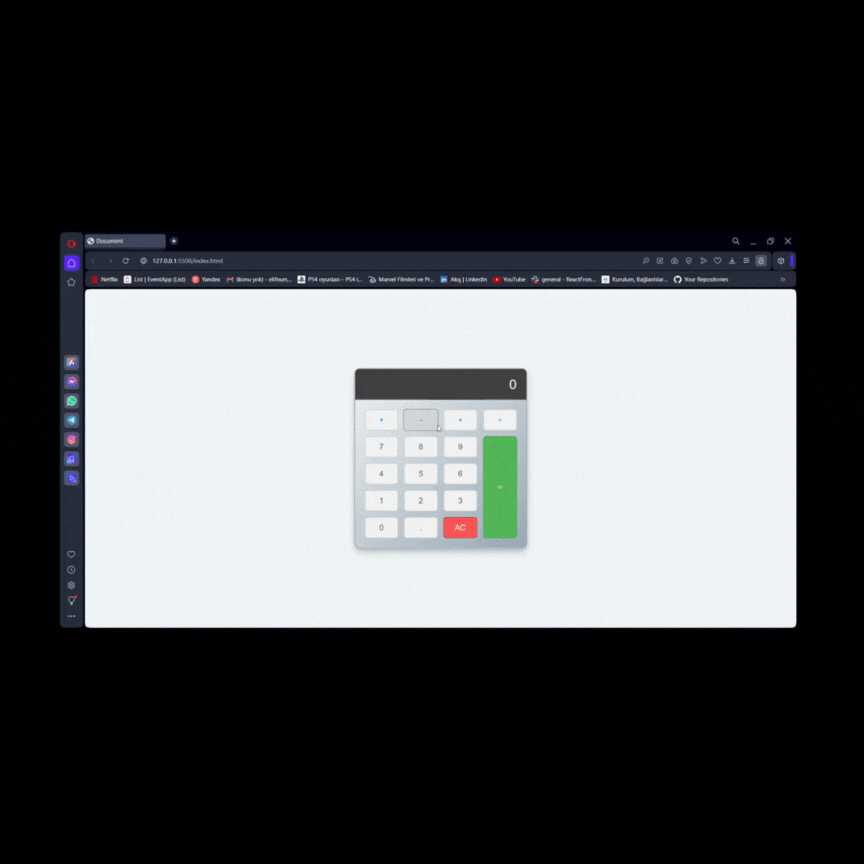 Document
127.0.0.1:5500/index.html
Netflix List | EventApp (List) Yandex (konu yok) - elifnurs... PS4 oyunları – PS4 i... Marvel Filmleri ve Pr... Akış | LinkedIn YouTube general - ReactFron... Kurulum, Bağlantılar... Your Repositories
0
+ -
7 8 9
4 5 6 =
1 2 3
0 . AC